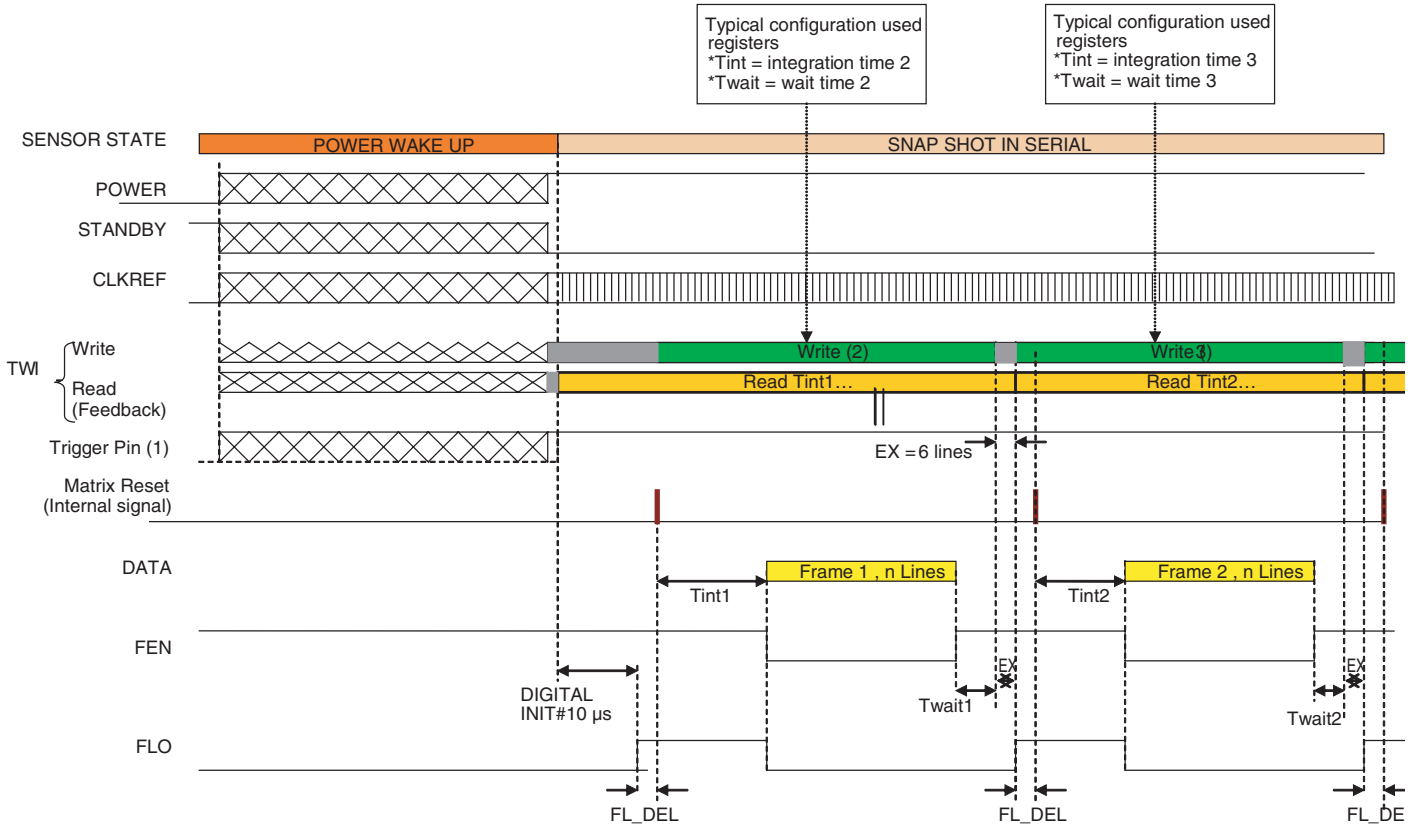 Typical configuration used
registers
*Tint = integration time 2
*Twait = wait time 2
Typical configuration used
registers
*Tint = integration time 3
*Twait = wait time 3
SENSOR STATE
POWER WAKE UP
SNAP SHOT IN SERIAL
POWER
STANDBY
CLKREF
TWI
Write
Write (2)
Write3)
Read
(Feedback)
Read Tint1...
Read Tint2...
Trigger Pin (1)
EX = 6 lines
Matrix Reset
(Internal signal)
DATA
Frame 1 , n Lines
Frame 2 , n Lines
Tint1
Tint2
FEN
EX
EX
DIGITAL
INIT#10 µs
Twait1
Twait2
FLO
FL_DEL
FL_DEL
FL_DE